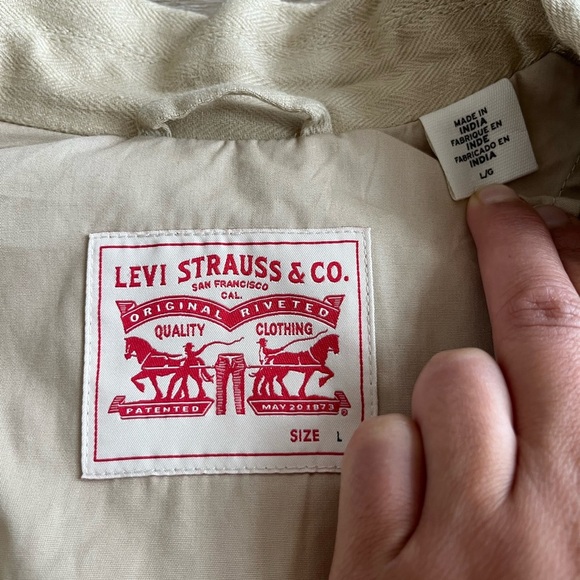 LEVI STRAUSS & CO.
SAN FRANCISCO
CAL.
ORIGINAL RIVETED
QUALITY CLOTHING
PATENTED MAY 20 1873
®
SIZE L
MADE IN
INDIA
FABRIQUE EN
INDE
FABRICADO EN
INDIA
L/G